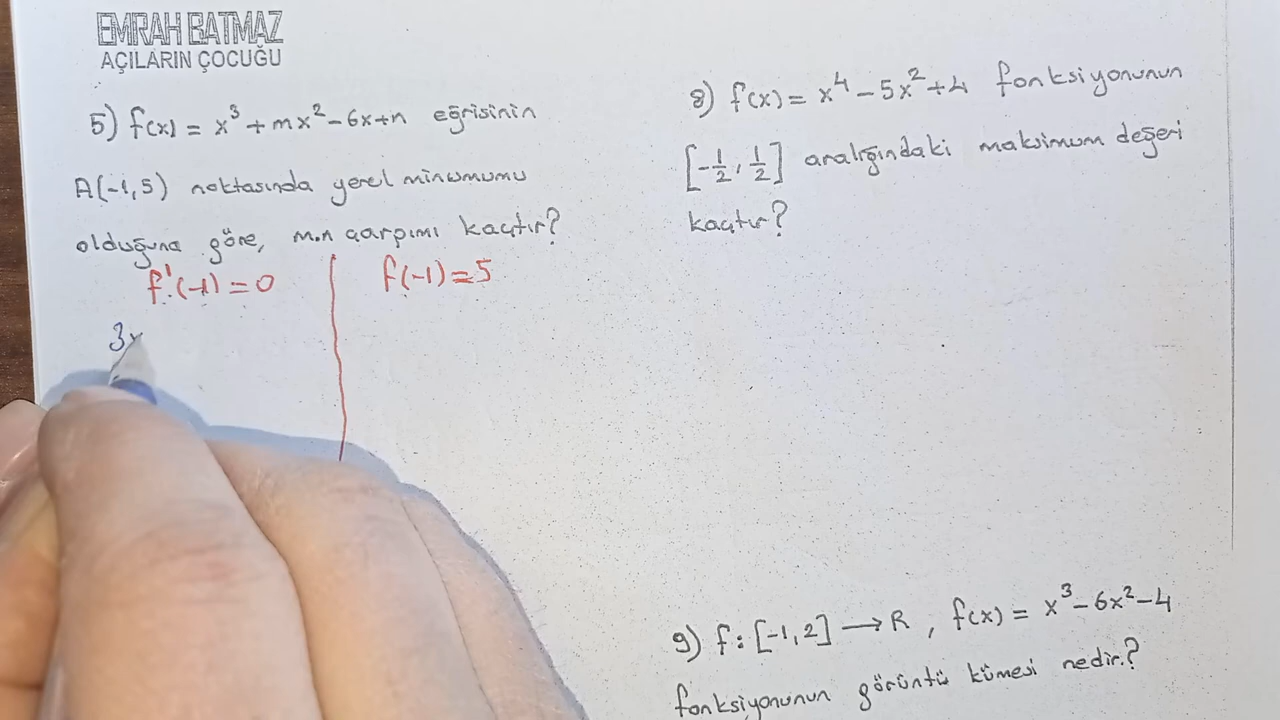 EMRAH BATMAZ
AÇILARIN ÇOCUĞU
5) f(x) = x³ + mx² - 6x + n eğrisinin
A(-1,5) noktasında yerel minumumu
olduğuna göre, m.n çarpımı kaçtır?
f'(-1) = 0
f(-1) = 5
3x
8) f(x) = x⁴ - 5x² + 4 fonksiyonunun
[-1/2, 1/2] aralığındaki maksimum değeri
kaçtır?
9) f: [-1,2] → R, f(x) = x³ - 6x² - 4
fonksiyonunun görüntü kümesi nedir?